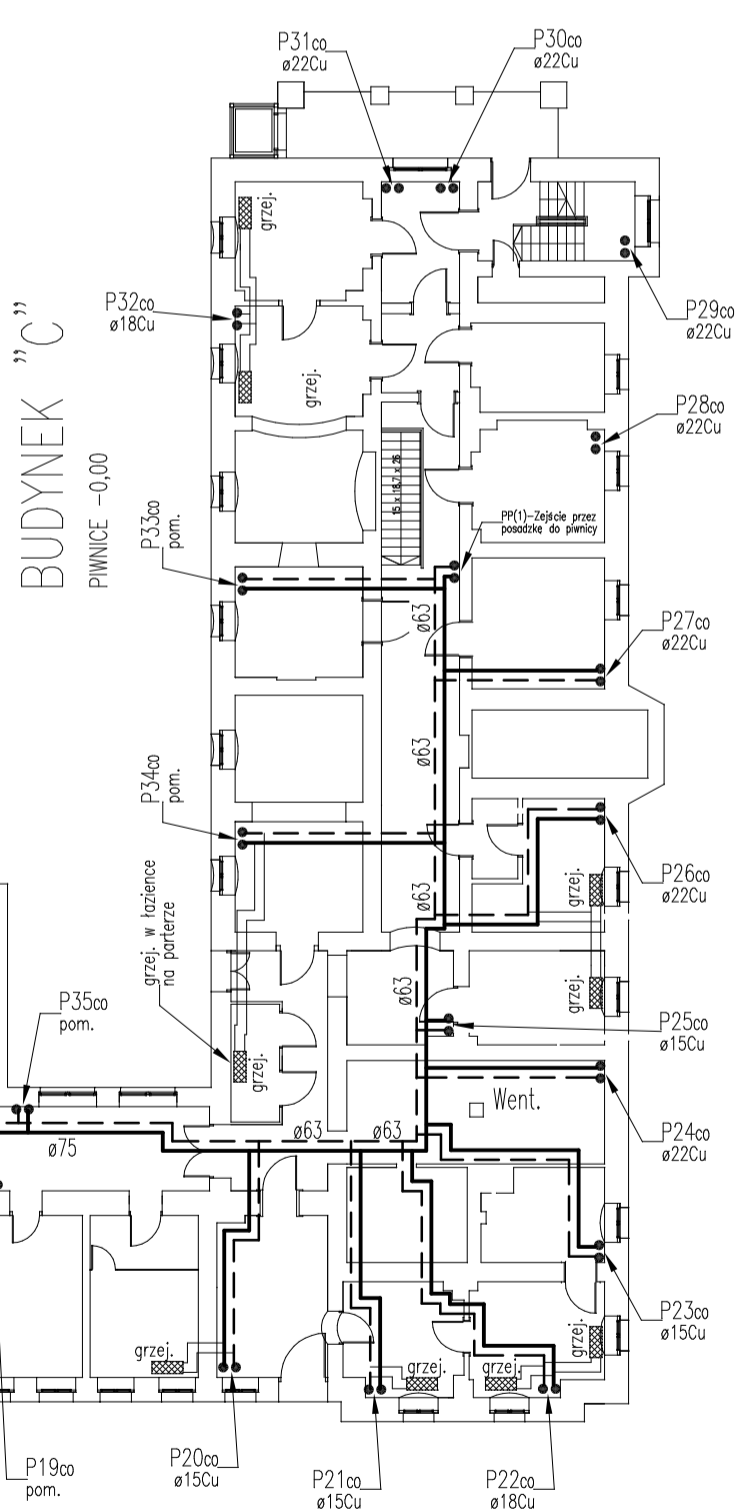 P31co
ø22Cu
P30co
ø22Cu
grzej.
P32co
ø18Cu
P29co
ø22Cu
grzej.
BUDYNEK "C"
PIWNICE -0,00
P28co
ø22Cu
15 x 18,7 x 26
P33co
pom.
PP(1)-Zejście przez
posadzkę do piwnicy
ø63
P27co
ø22Cu
ø63
P34co
pom.
P26co
ø22Cu
ø63
grzej.
grzej. w łazience
na parterze
ø63
grzej.
P35co
pom.
P25co
ø15Cu
grzej.
Went.
P24co
ø22Cu
ø75
ø63
ø63
P23co
ø15Cu
grzej.
grzej.
grzej.
grzej.
P19co
pom.
P20co
ø15Cu
P21co
ø15Cu
P22co
ø18Cu